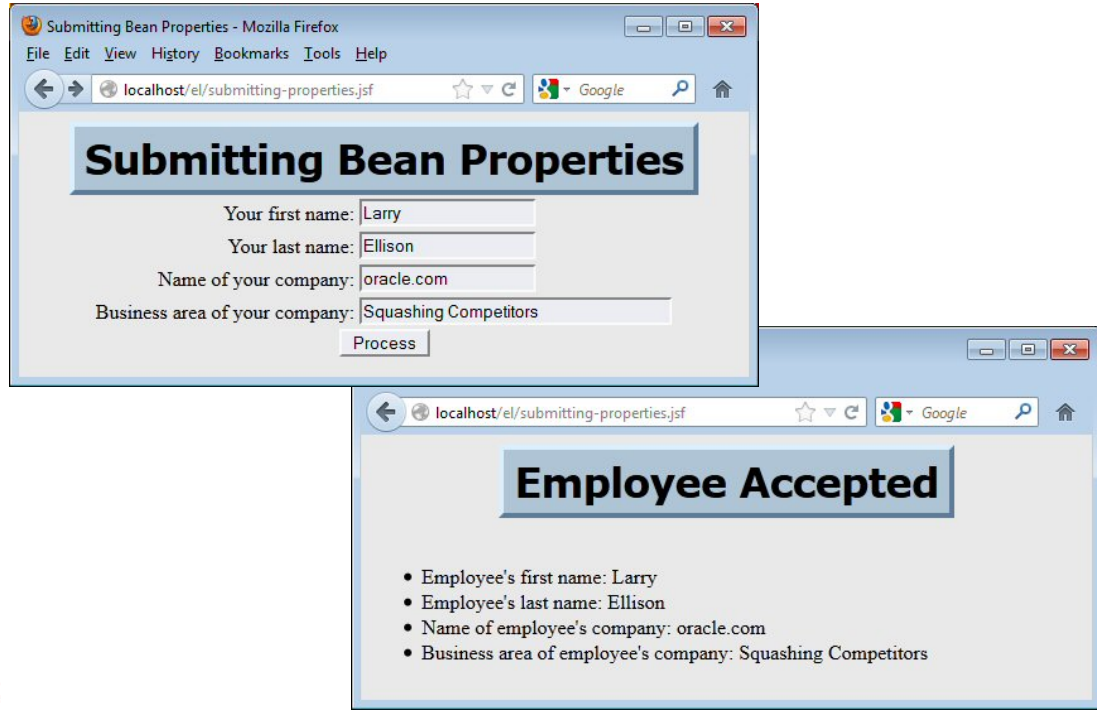 Submitting Bean Properties - Mozilla Firefox
File Edit View History Bookmarks Tools Help
localhost/el/submitting-properties.jsf Google
Submitting Bean Properties
Your first name: Larry
Your last name: Ellison
Name of your company: oracle.com
Business area of your company: Squashing Competitors
Process
localhost/el/submitting-properties.jsf Google
Employee Accepted
• Employee's first name: Larry
• Employee's last name: Ellison
• Name of employee's company: oracle.com
• Business area of employee's company: Squashing Competitors